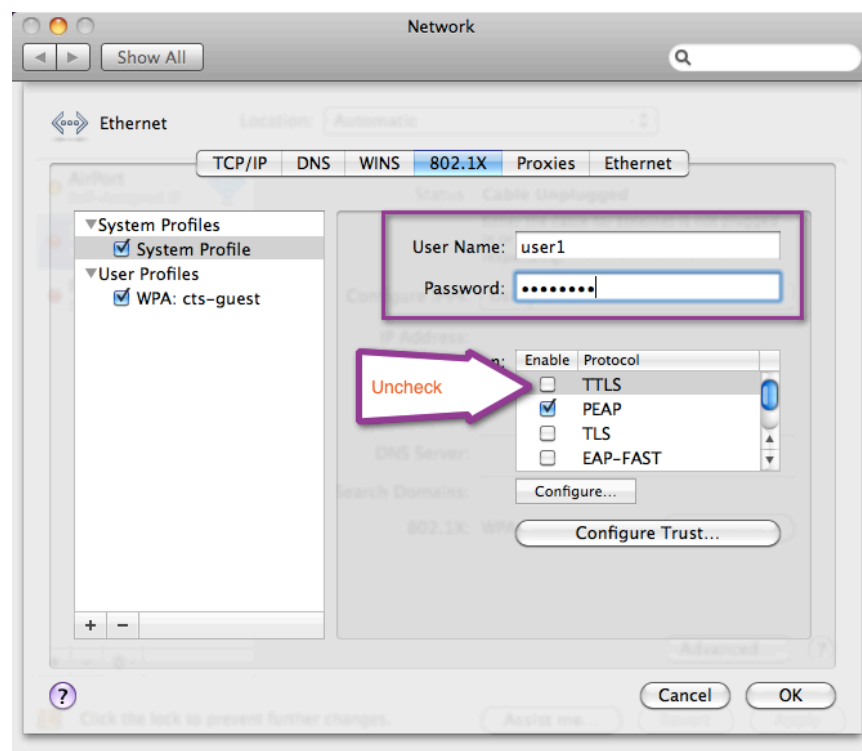 Network
Show All
Ethernet
Location: Automatic
TCP/IP DNS WINS 802.1X Proxies Ethernet
AirPort
Status Cable Unplugged
System Profiles
System Profile
User Profiles
WPA: cts-guest
User Name: user1
Password: ••••••••
IP Address:
Uncheck
Enable Protocol
TTLS
PEAP
TLS
EAP-FAST
DNS Server:
Configure...
Search Domains:
802.1X: WPA
Configure Trust...
+ −
Advanced... ?
? Cancel OK
Click the lock to prevent further changes.
Assist me... Revert Apply